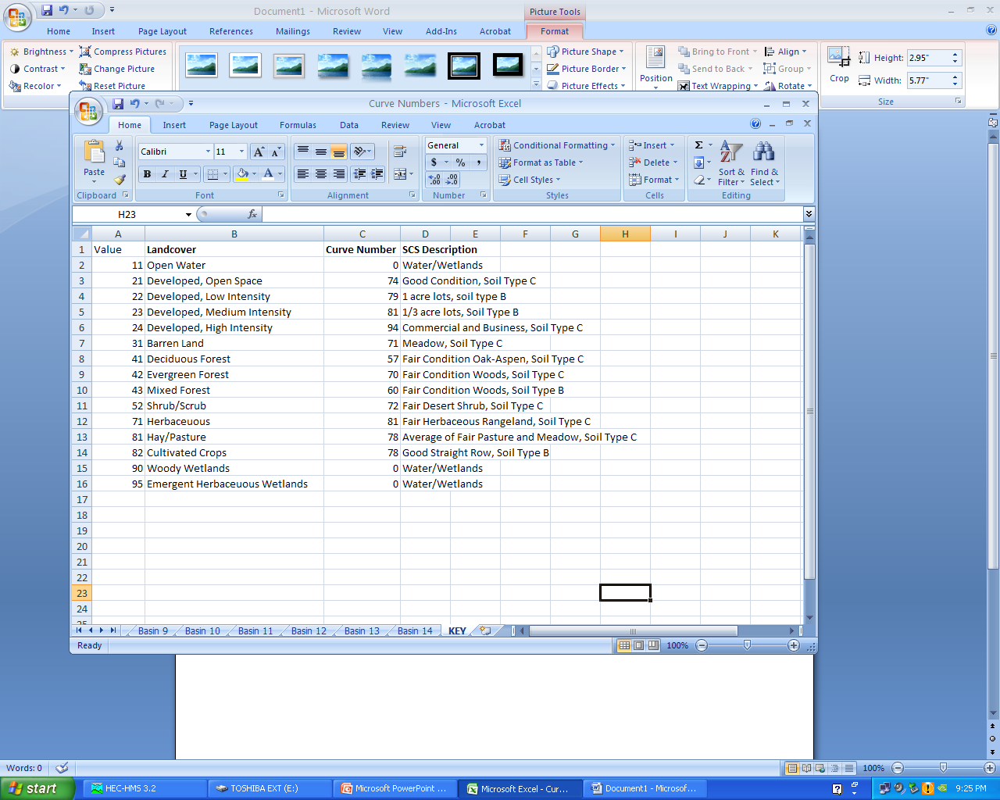 Document1 - Microsoft Word
Picture Tools
Home Insert Page Layout References Mailings Review View Add-Ins Acrobat Format
Brightness Compress Pictures
Contrast Change Picture
Recolor Reset Picture
Picture Shape
Picture Border
Picture Effects
Position
Bring to Front
Send to Back
Text Wrapping
Align
Group
Rotate
Crop
Height: 2.95"
Width: 5.77"
Size
Curve Numbers - Microsoft Excel
Home Insert Page Layout Formulas Data Review View Acrobat
Paste
Clipboard
Calibri 11
B I U
Font
Alignment
General
$ % ,
Number
Conditional Formatting
Format as Table
Cell Styles
Styles
Insert
Delete
Format
Cells
Σ
Sort & Filter
Find & Select
Editing
H23 fx
A B C D E F G H I J K
1 Value Landcover Curve Number SCS Description
2 11 Open Water 0 Water/Wetlands
3 21 Developed, Open Space 74 Good Condition, Soil Type C
4 22 Developed, Low Intensity 79 1 acre lots, soil type B
5 23 Developed, Medium Intensity 81 1/3 acre lots, Soil Type B
6 24 Developed, High Intensity 94 Commercial and Business, Soil Type C
7 31 Barren Land 71 Meadow, Soil Type C
8 41 Deciduous Forest 57 Fair Condition Oak-Aspen, Soil Type C
9 42 Evergreen Forest 70 Fair Condition Woods, Soil Type C
10 43 Mixed Forest 60 Fair Condition Woods, Soil Type B
11 52 Shrub/Scrub 72 Fair Desert Shrub, Soil Type C
12 71 Herbaceuous 81 Fair Herbaceous Rangeland, Soil Type C
13 81 Hay/Pasture 78 Average of Fair Pasture and Meadow, Soil Type C
14 82 Cultivated Crops 78 Good Straight Row, Soil Type B
15 90 Woody Wetlands 0 Water/Wetlands
16 95 Emergent Herbaceuous Wetlands 0 Water/Wetlands
17
18
19
20
21
22
23
24
25
Basin 9 Basin 10 Basin 11 Basin 12 Basin 13 Basin 14 KEY
Ready 100%
Words: 0 100%
start HEC-HMS 3.2 TOSHIBA EXT (E:) Microsoft PowerPoint ... Microsoft Excel - Cur... Document1 - Microsof... 9:25 PM